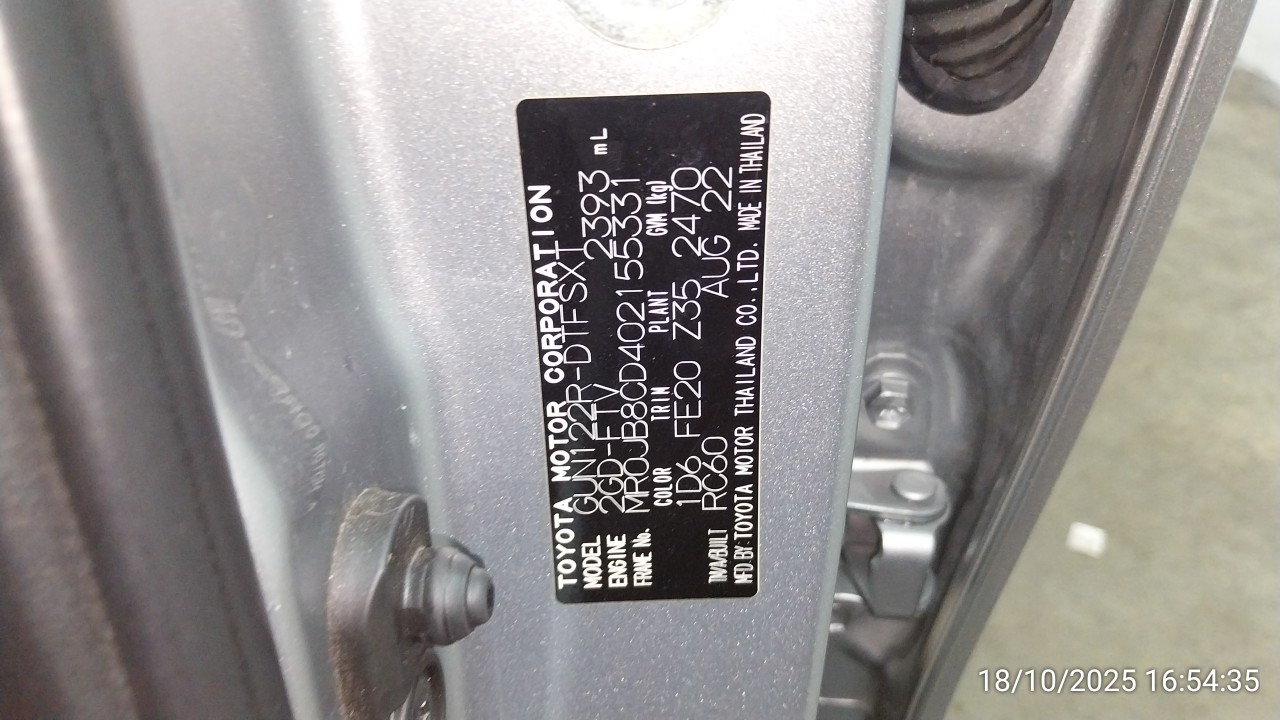 TOYOTA MOTOR CORPORATION
MODEL GUN122R-DTFSXT
ENGINE 2GD-FTV 2393 mL
FRAME No. MR0JB8CD402155331
COLOR TRIM PLANT GVM (kg)
1D6 FE20 Z35 2470
TMA/BUILT RC60 AUG 22
MFD.BY:TOYOTA MOTOR THAILAND CO.,LTD. MADE IN THAILAND
18/10/2025 16:54:35